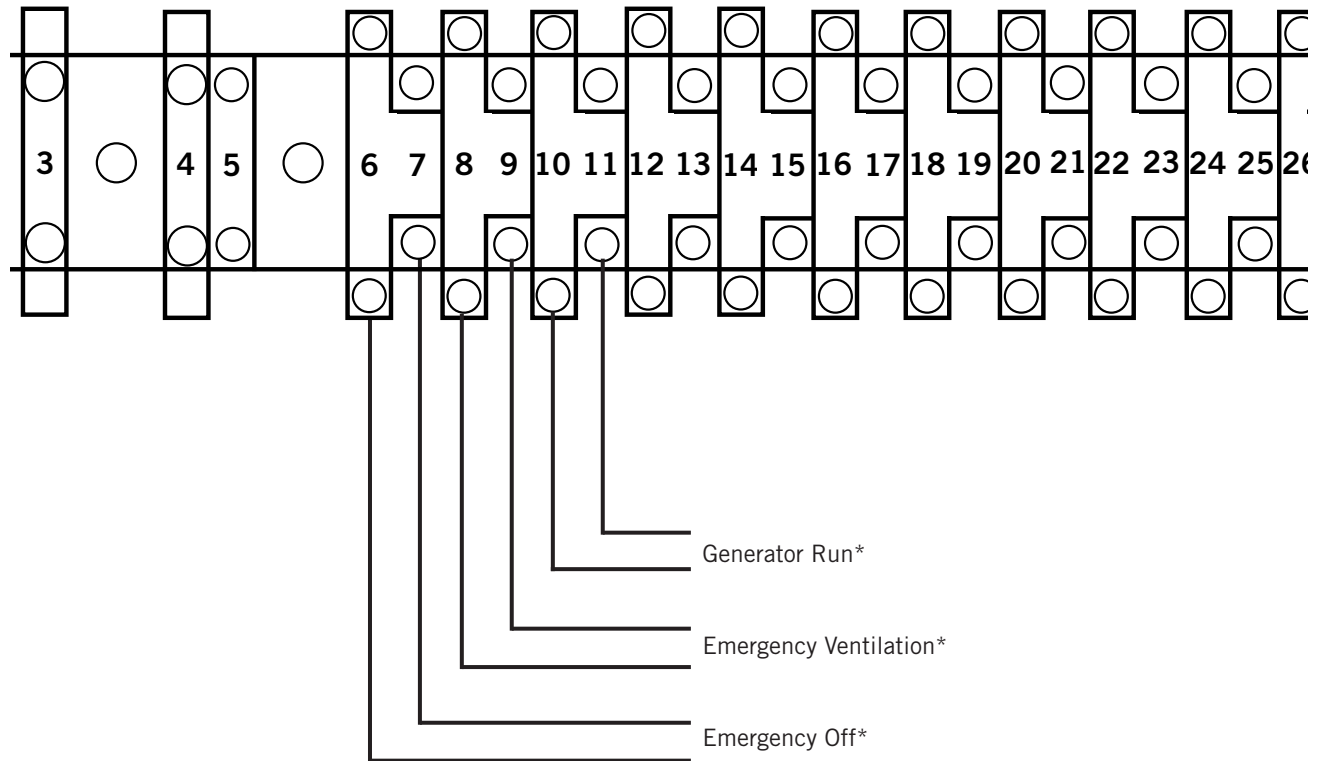 3 4 5 6 7 8 9 10 11 12 13 14 15 16 17 18 19 20 21 22 23 24 25 26
Generator Run*
Emergency Ventilation*
Emergency Off*